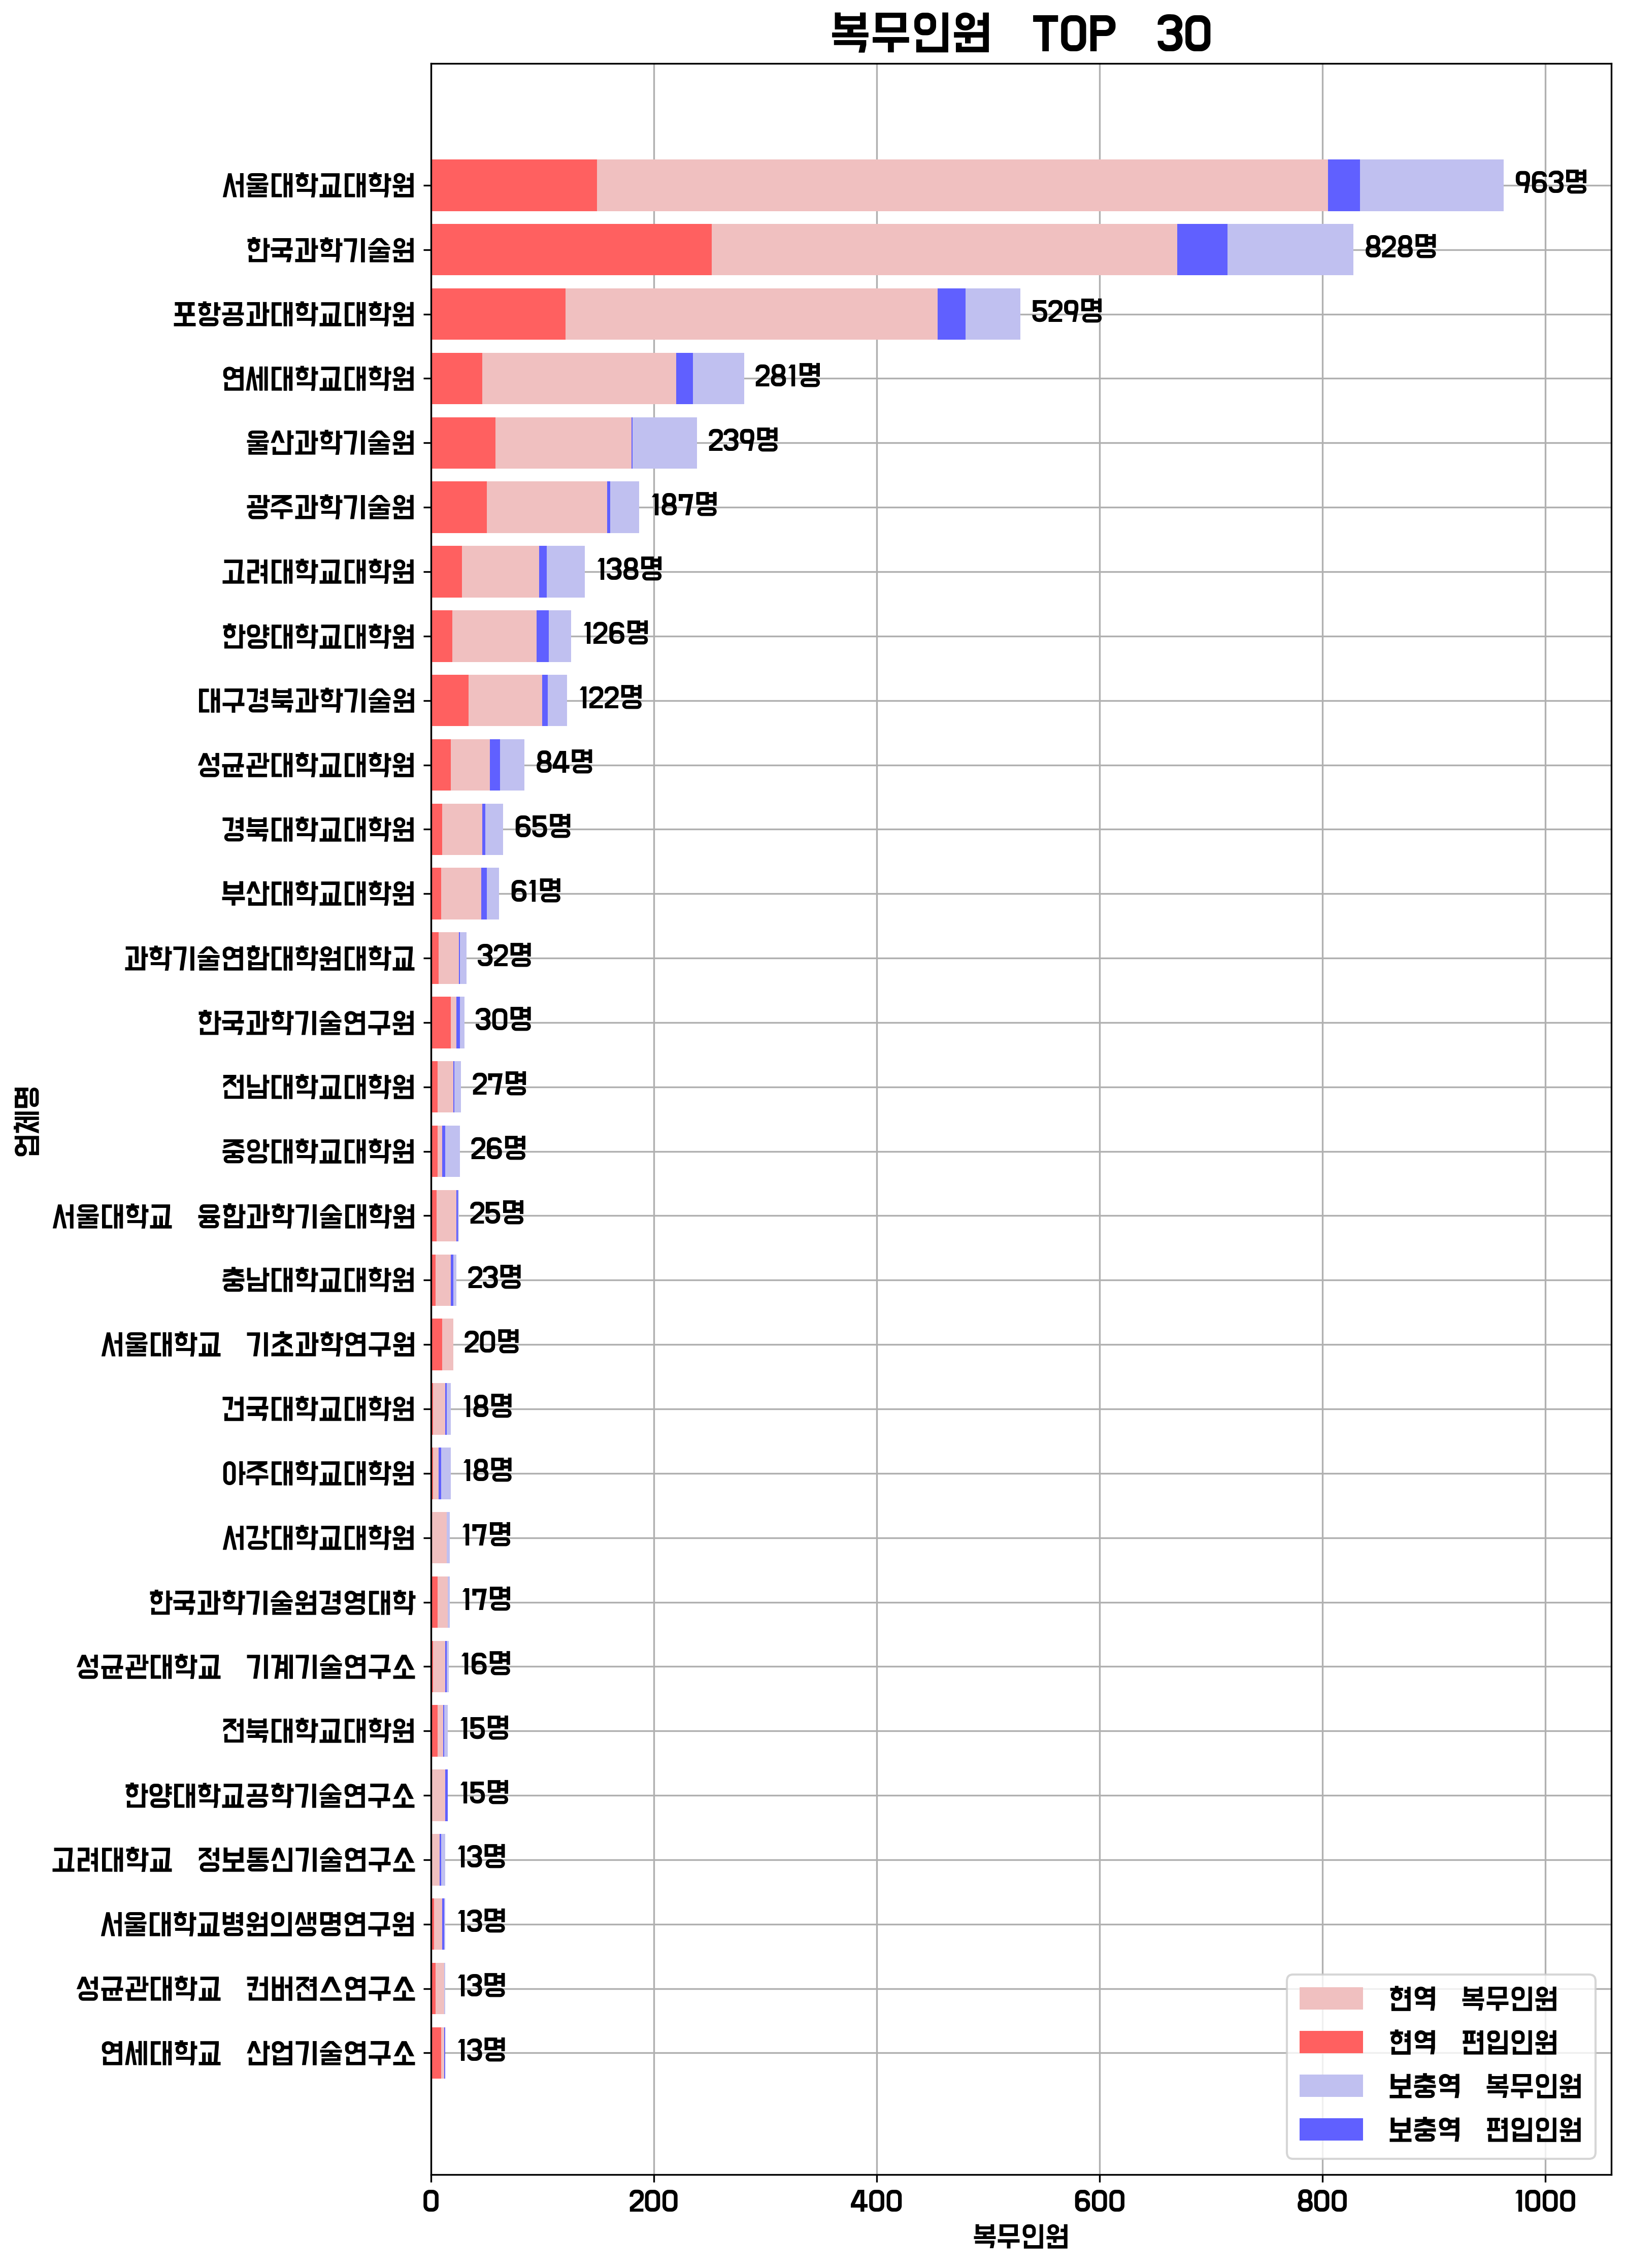 복무인원 TOP 30
서울대학교대학원 963명
한국과학기술원 828명
포항공과대학교대학원 529명
연세대학교대학원 281명
울산과학기술원 239명
광주과학기술원 187명
고려대학교대학원 138명
한양대학교대학원 126명
대구경북과학기술원 122명
성균관대학교대학원 84명
경북대학교대학원 65명
부산대학교대학원 61명
과학기술연합대학원대학교 32명
한국과학기술연구원 30명
전남대학교대학원 27명
중앙대학교대학원 26명
서울대학교 융합과학기술대학원 25명
충남대학교대학원 23명
서울대학교 기초과학연구원 20명
건국대학교대학원 18명
아주대학교대학원 18명
서강대학교대학원 17명
한국과학기술원경영대학 17명
성균관대학교 기계기술연구소 16명
전북대학교대학원 15명
한양대학교공학기술연구소 15명
고려대학교 정보통신기술연구소 13명
서울대학교병원의생명연구원 13명
성균관대학교 컨버젼스연구소 13명
연세대학교 산업기술연구소 13명
업체명
현역 복무인원
현역 편입인원
보충역 복무인원
보충역 편입인원
0 200 400 600 800 1000
복무인원